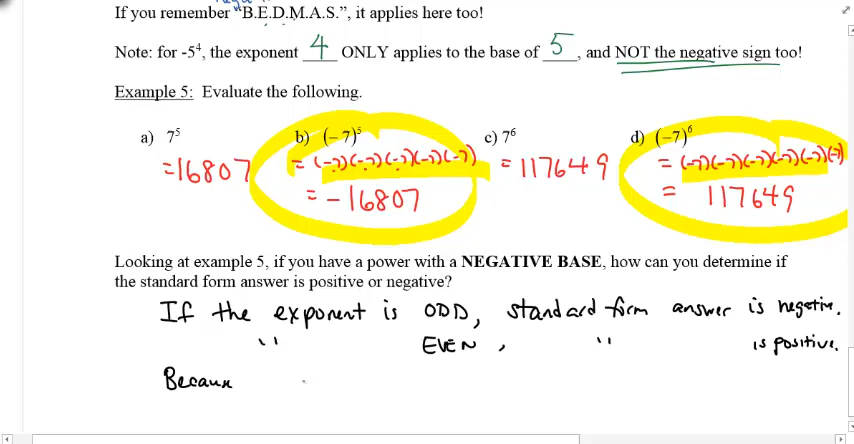 If you remember "B.E.D.M.A.S.", it applies here too!
Note: for -5⁴, the exponent 4 ONLY applies to the base of 5, and NOT the negative sign too!
Example 5: Evaluate the following.
a) 7⁵ b) (– 7)⁵ c) 7⁶ d) (–7)⁶
=16807 = (-7)(-7)(-7)(-7)(-7) = 117649 = (-7)(-7)(-7)(-7)(-7)(-7)
= -16807 = 117649
Looking at example 5, if you have a power with a NEGATIVE BASE, how can you determine if
the standard form answer is positive or negative?
If the exponent is ODD, standard form answer is negative.
" EVEN, " is positive.
Because